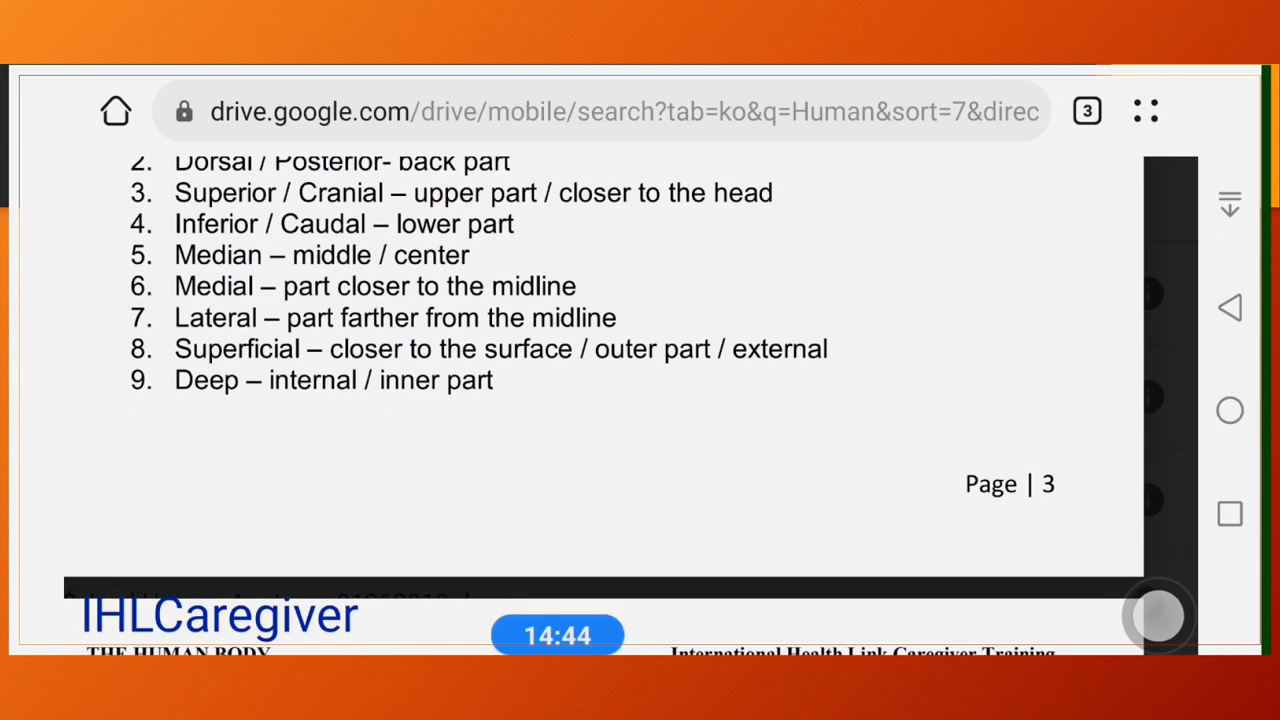 drive.google.com/drive/mobile/search?tab=ko&q=Human&sort=7&direc
3
2. Dorsal / Posterior- back part
3. Superior / Cranial – upper part / closer to the head
4. Inferior / Caudal – lower part
5. Median – middle / center
6. Medial – part closer to the midline
7. Lateral – part farther from the midline
8. Superficial – closer to the surface / outer part / external
9. Deep – internal / inner part
Page | 3
IHLCaregiver
14:44
THE HUMAN BODY
International Health Link Caregiver Training